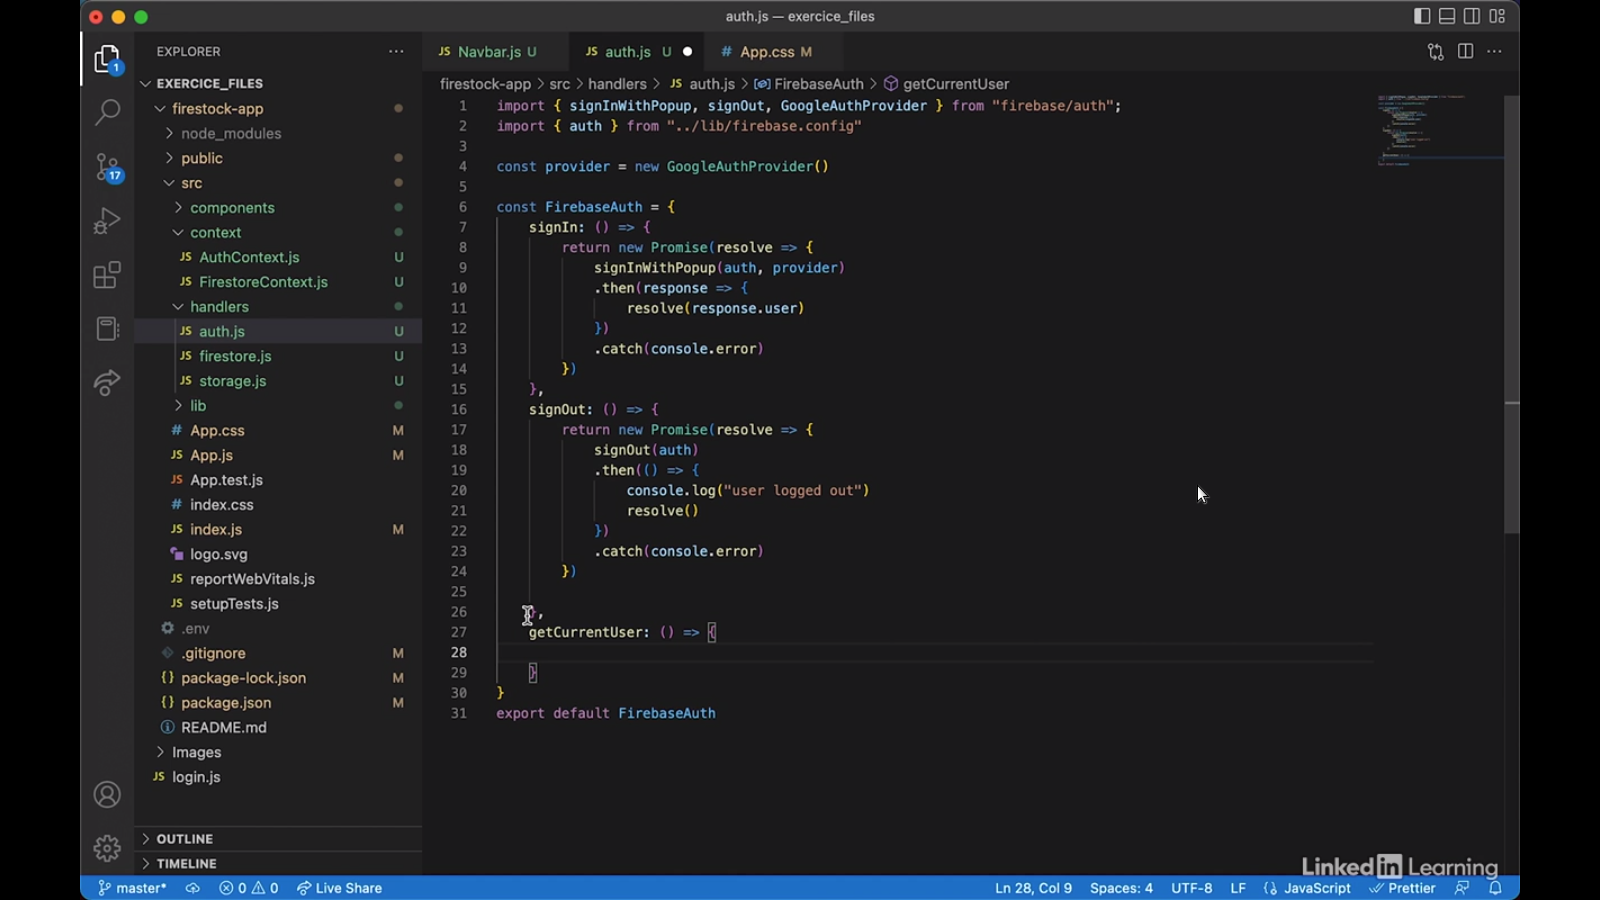 auth.js — exercice_files
EXPLORER
1
17
EXERCICE_FILES
firestock-app
node_modules
public
src
components
context
JS AuthContext.js U
JS FirestoreContext.js U
handlers
JS auth.js U
JS firestore.js U
JS storage.js U
lib
# App.css M
JS App.js M
JS App.test.js
# index.css
JS index.js M
logo.svg
JS reportWebVitals.js
JS setupTests.js
.env
.gitignore M
{} package-lock.json M
{} package.json M
README.md
Images
JS login.js
OUTLINE
TIMELINE
JS Navbar.js U
JS auth.js U
# App.css M
firestock-app > src > handlers > JS auth.js > FirebaseAuth > getCurrentUser
1 import { signInWithPopup, signOut, GoogleAuthProvider } from "firebase/auth";
2 import { auth } from "../lib/firebase.config"
3
4 const provider = new GoogleAuthProvider()
5
6 const FirebaseAuth = {
7 signIn: () => {
8 return new Promise(resolve => {
9 signInWithPopup(auth, provider)
10 .then(response => {
11 resolve(response.user)
12 })
13 .catch(console.error)
14 })
15 },
16 signOut: () => {
17 return new Promise(resolve => {
18 signOut(auth)
19 .then(() => {
20 console.log("user logged out")
21 resolve()
22 })
23 .catch(console.error)
24 })
25
26 },
27 getCurrentUser: () => {
28
29 }
30 }
31 export default FirebaseAuth
LinkedIn Learning
master* 0 0 Live Share
Ln 28, Col 9 Spaces: 4 UTF-8 LF {} JavaScript Prettier